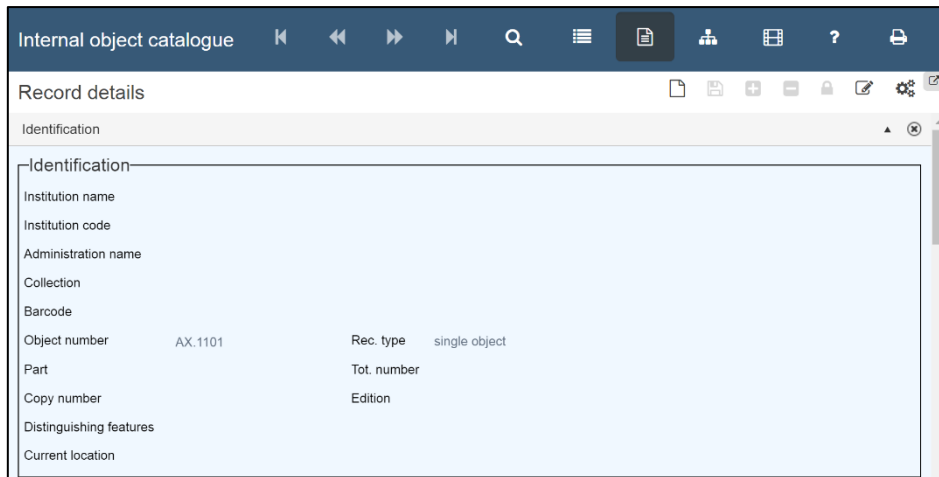 Internal object catalogue ?
Record details
Identification
Identification
Institution name
Institution code
Administration name
Collection
Barcode
Object number AX.1101 Rec. type single object
Part Tot. number
Copy number Edition
Distinguishing features
Current location